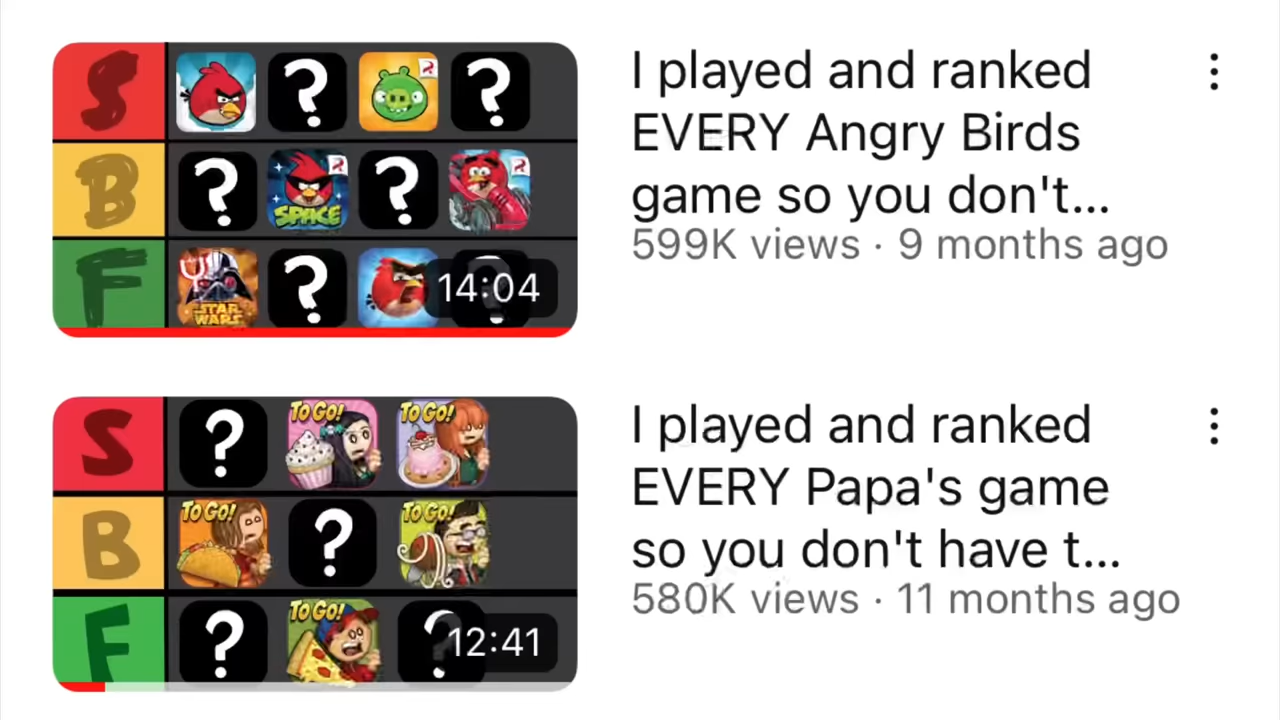 S
?
?
I played and ranked
EVERY Angry Birds
game so you don't...
599K views · 9 months ago
B
?
SPACE
?
F
STAR
WARS
?
?
14:04
S
?
TO GO!
TO GO!
I played and ranked
EVERY Papa's game
so you don't have t...
580K views · 11 months ago
B
TO GO!
?
TO GO!
F
?
TO GO!
?
12:41